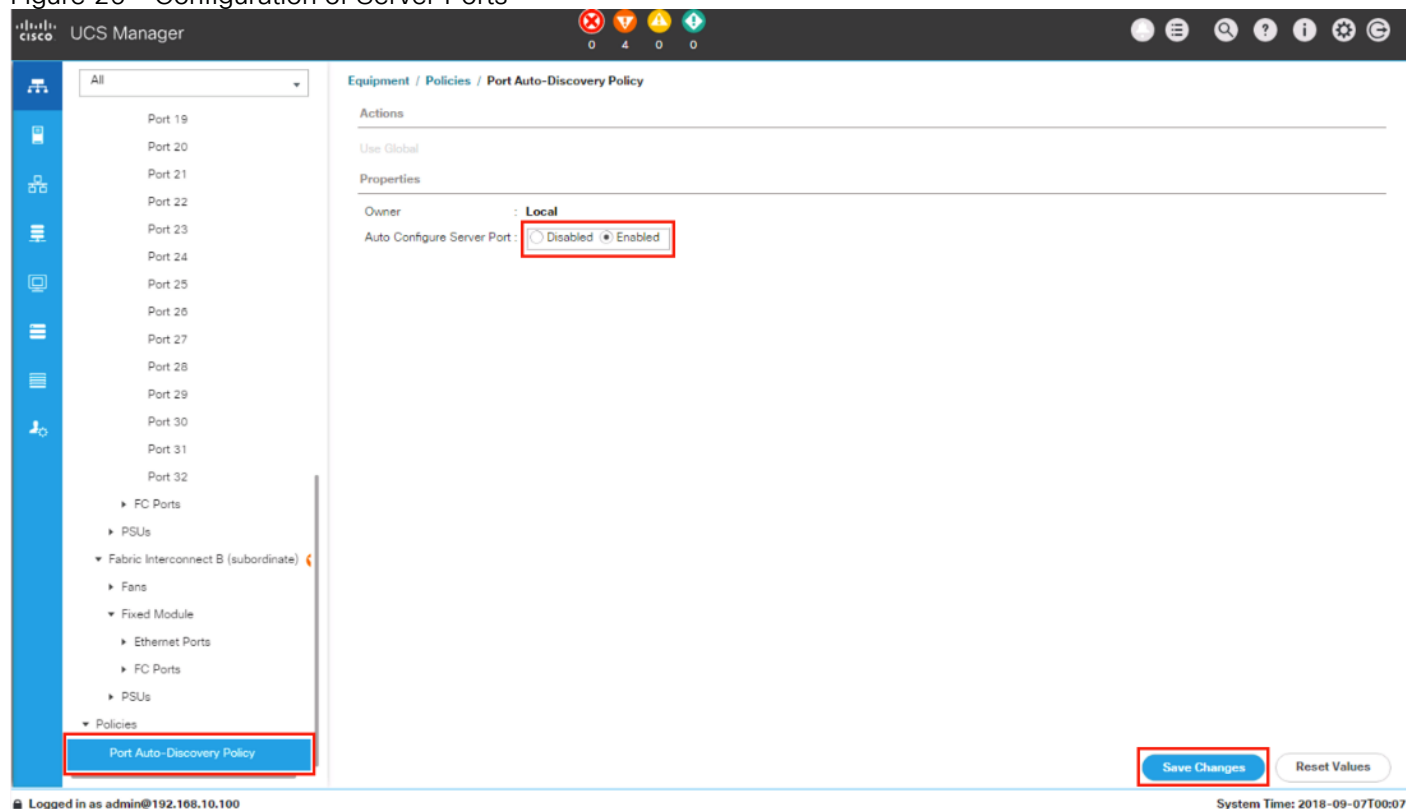 Figure 26 Configuration of Server Ports
CISCO UCS Manager
0 4 0 0
All
Port 19
Port 20
Port 21
Port 22
Port 23
Port 24
Port 25
Port 26
Port 27
Port 28
Port 29
Port 30
Port 31
Port 32
FC Ports
PSUs
Fabric Interconnect B (subordinate)
Fans
Fixed Module
Ethernet Ports
FC Ports
PSUs
Policies
Port Auto-Discovery Policy
Equipment / Policies / Port Auto-Discovery Policy
Actions
Use Global
Properties
Owner : Local
Auto Configure Server Port : Disabled Enabled
Save Changes Reset Values
Logged in as admin@192.168.10.100 System Time: 2018-09-07T00:07